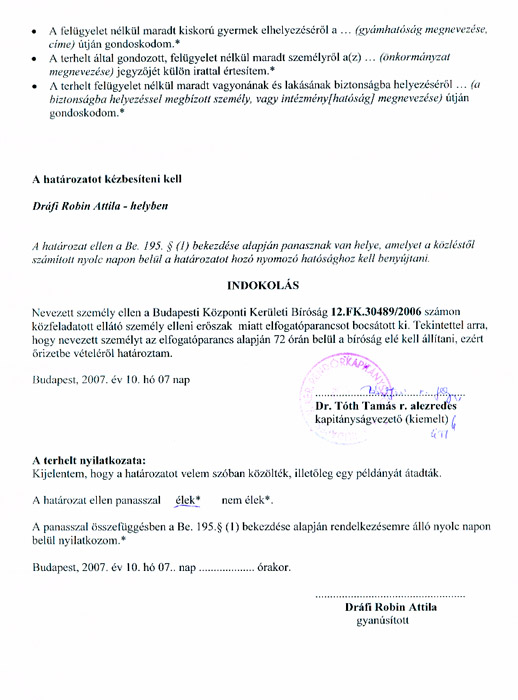 • A felügyelet nélkül maradt kiskorú gyermek elhelyezéséről a … (gyámhatóság megnevezése,
címe) útján gondoskodom.*
• A terhelt által gondozott, felügyelet nélkül maradt személyről a(z) … (önkormányzat
megnevezése) jegyzőjét külön irattal értesítem.*
• A terhelt felügyelet nélkül maradt vagyonának és lakásának biztonságba helyezéséről … (a
biztonságba helyezéssel megbízott személy, vagy intézmény[hatóság] megnevezése) útján
gondoskodom.*
A határozatot kézbesíteni kell
Dráfi Robin Attila - helyben
A határozat ellen a Be. 195. § (1) bekezdése alapján panasznak van helye, amelyet a közléstől
számított nyolc napon belül a határozatot hozó nyomozó hatósághoz kell benyújtani.
INDOKOLÁS
Nevezett személy ellen a Budapesti Központi Kerületi Bíróság 12.FK.30489/2006 számon
közfeladatott ellátó személy elleni erőszak miatt elfogatóparancsot bocsátott ki. Tekintettel arra,
hogy nevezett személyt az elfogatóparancs alapján 72 órán belül a bíróság elé kell állítani, ezért
őrizetbe vételéről határoztam.
Budapest, 2007. év 10. hó 07 nap
Dr. Tóth Tamás r. alezredes
kapitányságvezető (kiemelt)
A terhelt nyilatkozata:
Kijelentem, hogy a határozatot velem szóban közölték, illetőleg egy példányát átadták.
A határozat ellen panasszal élek* nem élek*.
A panasszal összefüggésben a Be. 195.§ (1) bekezdése alapján rendelkezésemre álló nyolc napon
belül nyilatkozom.*
Budapest, 2007. év 10. hó 07.. nap ................... órakor.
Dráfi Robin Attila
gyanúsított